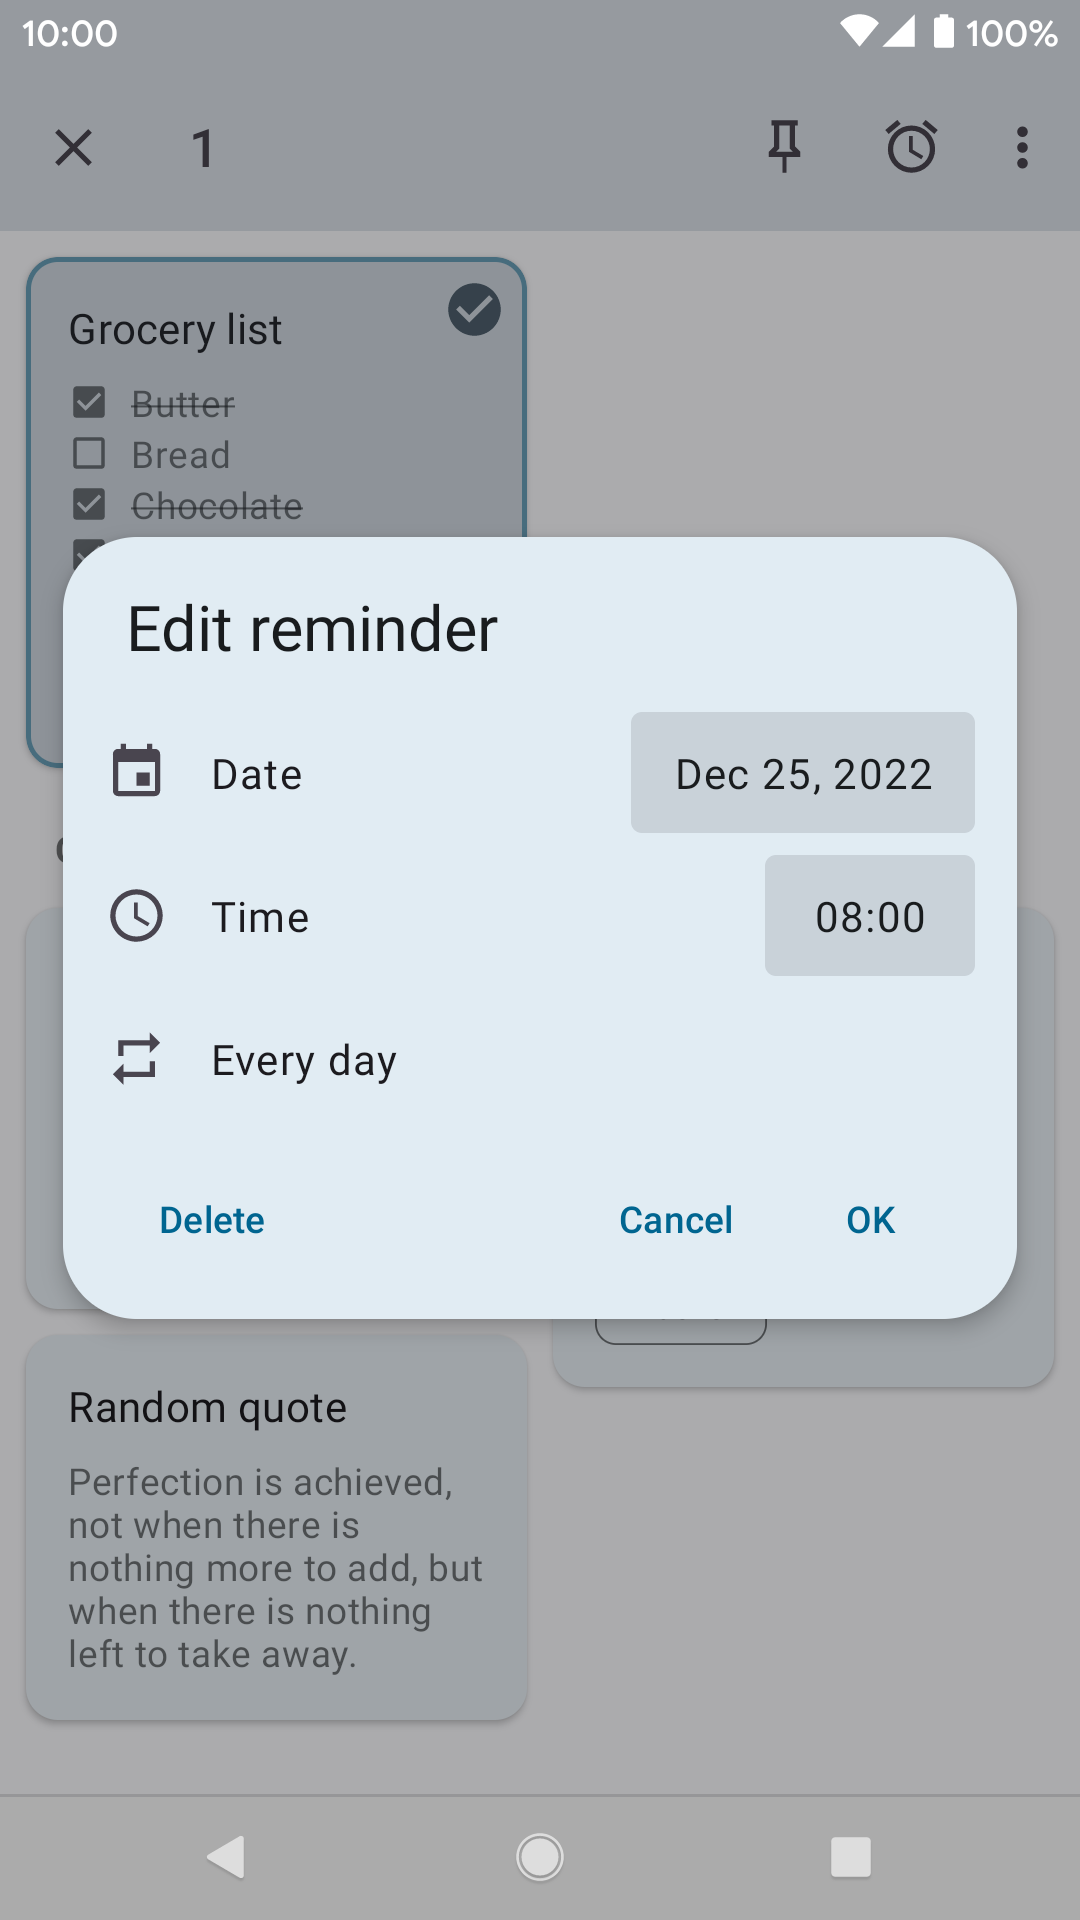 10:00 100%
1
Grocery list
Butter
Bread
Chocolate
Edit reminder
Date Dec 25, 2022
Time 08:00
Every day
Delete Cancel OK
Random quote
Perfection is achieved,
not when there is
nothing more to add, but
when there is nothing
left to take away.